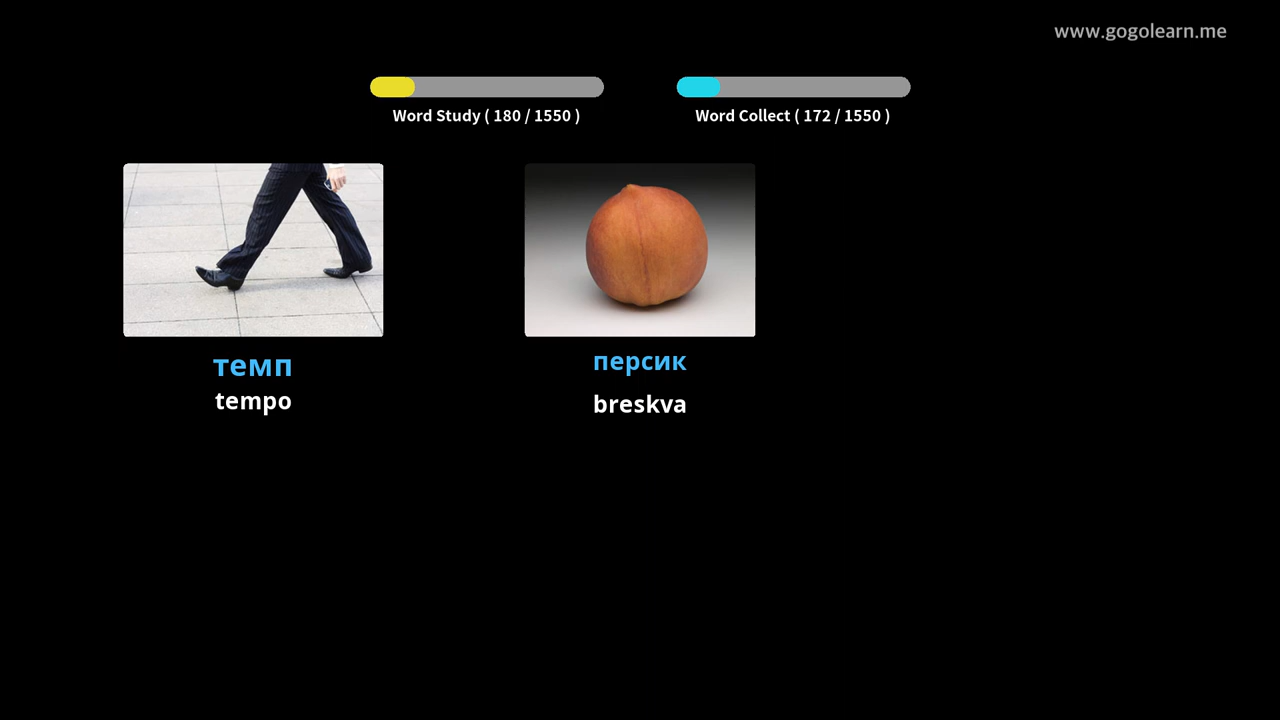 www.gogolearn.me
Word Study ( 180 / 1550 )
Word Collect ( 172 / 1550 )
темп
tempo
персик
breskva